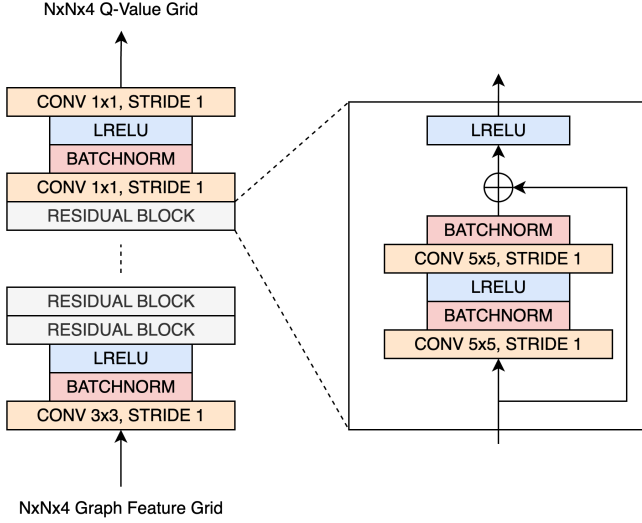 NxNx4 Q-Value Grid
CONV 1x1, STRIDE 1
LRELU
BATCHNORM
CONV 1x1, STRIDE 1
RESIDUAL BLOCK
RESIDUAL BLOCK
RESIDUAL BLOCK
LRELU
BATCHNORM
CONV 3x3, STRIDE 1
NxNx4 Graph Feature Grid
LRELU
BATCHNORM
CONV 5x5, STRIDE 1
LRELU
BATCHNORM
CONV 5x5, STRIDE 1